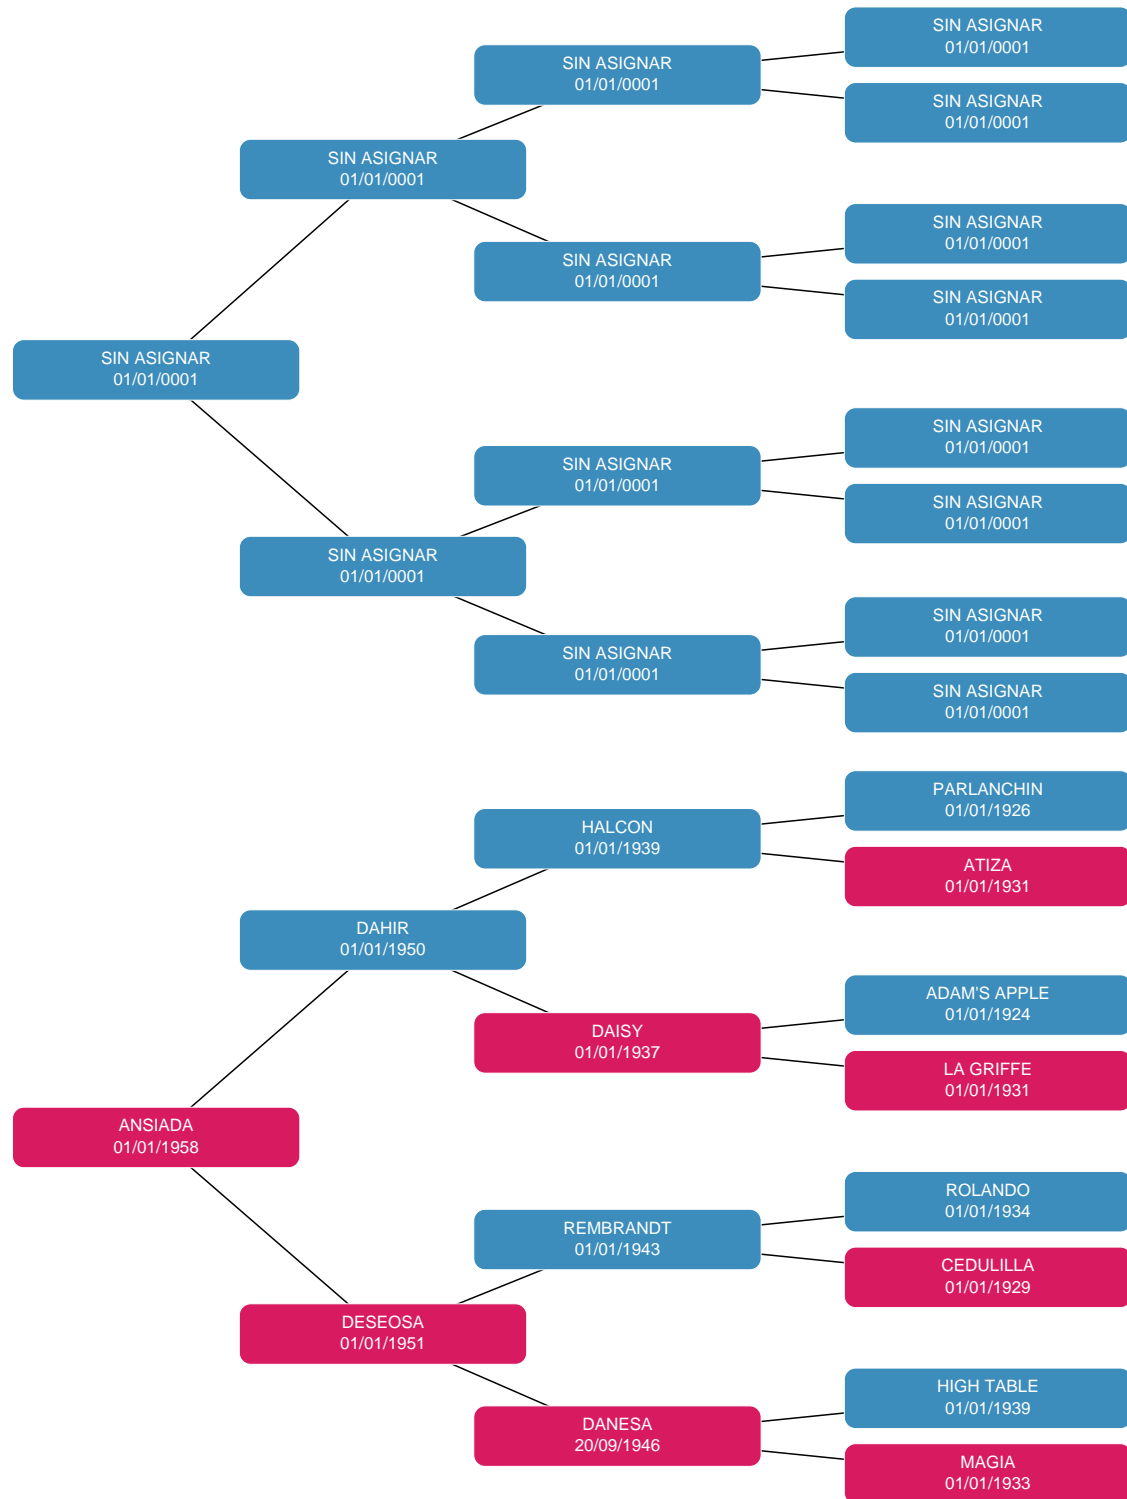 SIN ASIGNAR
01/01/0001
SIN ASIGNAR
01/01/0001
SIN ASIGNAR
01/01/0001
SIN ASIGNAR
01/01/0001
SIN ASIGNAR
01/01/0001
SIN ASIGNAR
01/01/0001
SIN ASIGNAR
01/01/0001
SIN ASIGNAR
01/01/0001
SIN ASIGNAR
01/01/0001
SIN ASIGNAR
01/01/0001
SIN ASIGNAR
01/01/0001
SIN ASIGNAR
01/01/0001
SIN ASIGNAR
01/01/0001
SIN ASIGNAR
01/01/0001
SIN ASIGNAR
01/01/0001
PARLANCHIN
01/01/1926
HALCON
01/01/1939
ATIZA
01/01/1931
DAHIR
01/01/1950
ADAM'S APPLE
01/01/1924
DAISY
01/01/1937
LA GRIFFE
01/01/1931
ANSIADA
01/01/1958
ROLANDO
01/01/1934
REMBRANDT
01/01/1943
CEDULILLA
01/01/1929
DESEOSA
01/01/1951
HIGH TABLE
01/01/1939
DANESA
20/09/1946
MAGIA
01/01/1933